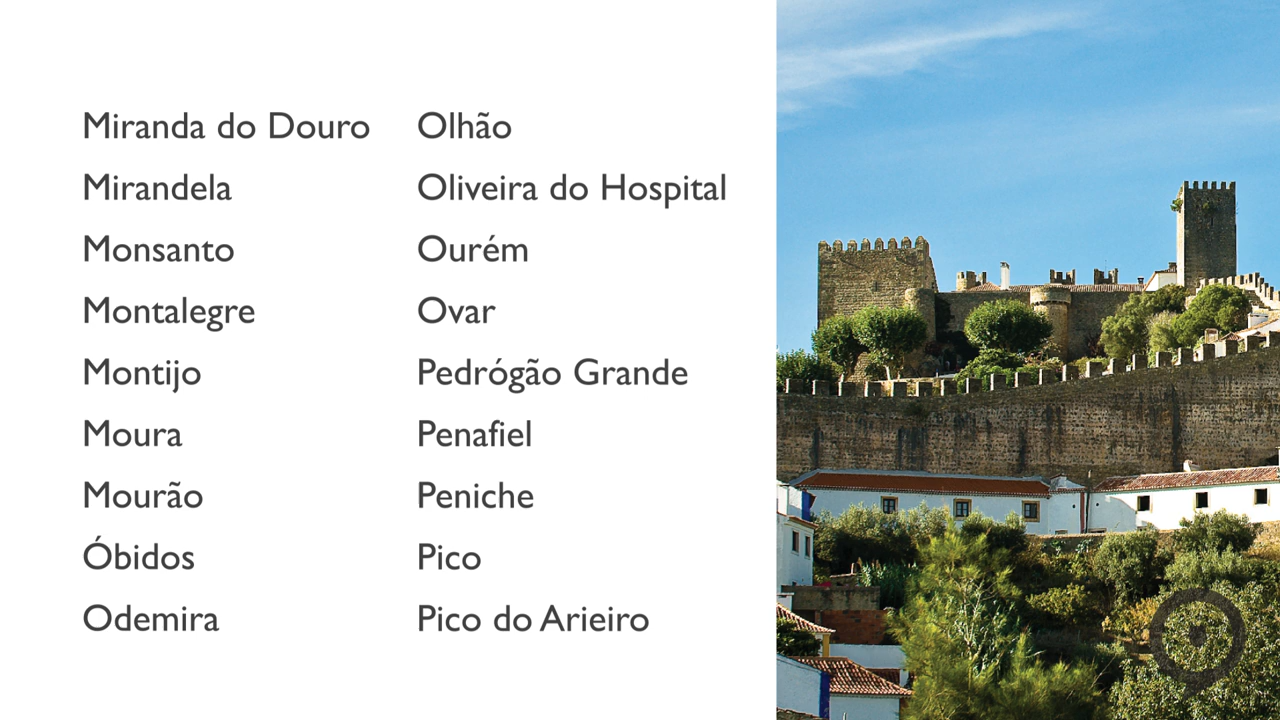 Miranda do Douro
Mirandela
Monsanto
Montalegre
Montijo
Moura
Mourão
Óbidos
Odemira
Olhão
Oliveira do Hospital
Ourém
Ovar
Pedrógão Grande
Penafiel
Peniche
Pico
Pico do Arieiro